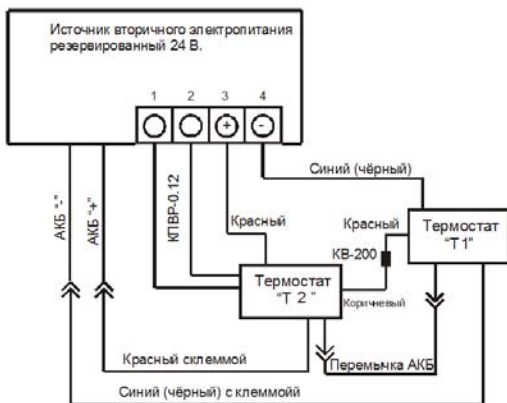 Источник вторичного электропитания
резервированный 24 В.
1 2 3 4
+ -
АКБ "-"
АКБ "+"
КПВР-0.12
Синий (чёрный)
Красный
Красный
КВ-200
Термостат
"Т1"
Термостат
"Т 2 "
Коричневый
Перемычка АКБ
Красный склеммой
Синий (чёрный) с клеммойй